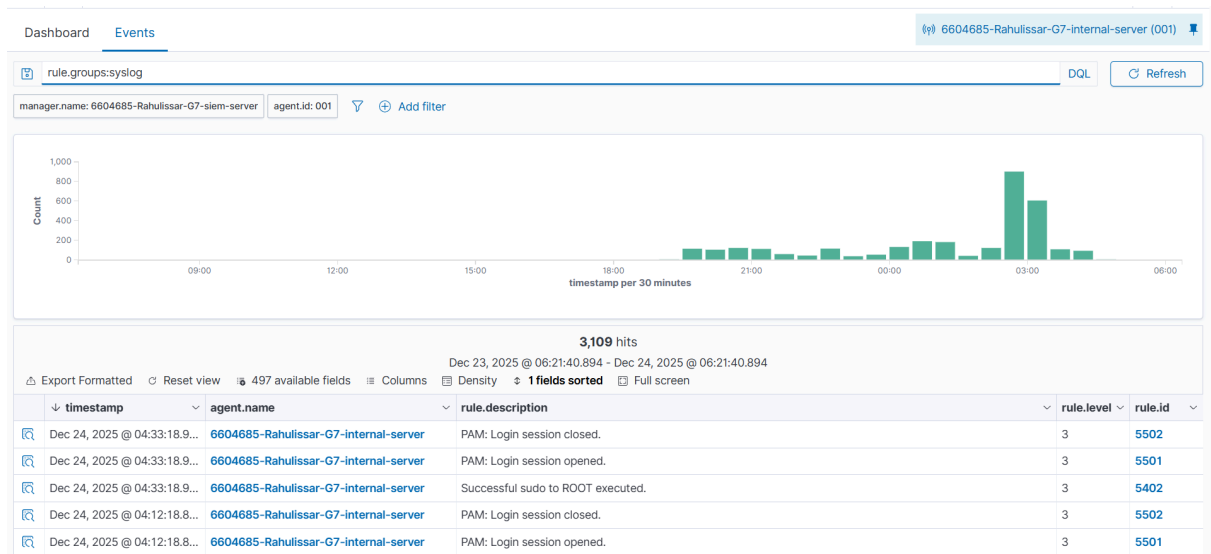 Dashboard Events
6604685-Rahulissar-G7-internal-server (001)
rule.groups:syslog
DQL
Refresh
manager.name: 6604685-Rahulissar-G7-siem-server agent.id: 001 Add filter
1,000
800
600
400
200
0
Count
09:00 12:00 15:00 18:00 21:00 00:00 03:00 06:00
timestamp per 30 minutes
3,109 hits
Dec 23, 2025 @ 06:21:40.894 - Dec 24, 2025 @ 06:21:40.894
Export Formatted Reset view 497 available fields Columns Density 1 fields sorted Full screen
timestamp agent.name rule.description rule.level rule.id
Dec 24, 2025 @ 04:33:18.9... 6604685-Rahulissar-G7-internal-server PAM: Login session closed. 3 5502
Dec 24, 2025 @ 04:33:18.9... 6604685-Rahulissar-G7-internal-server PAM: Login session opened. 3 5501
Dec 24, 2025 @ 04:33:18.9... 6604685-Rahulissar-G7-internal-server Successful sudo to ROOT executed. 3 5402
Dec 24, 2025 @ 04:12:18.8... 6604685-Rahulissar-G7-internal-server PAM: Login session closed. 3 5502
Dec 24, 2025 @ 04:12:18.8... 6604685-Rahulissar-G7-internal-server PAM: Login session opened. 3 5501